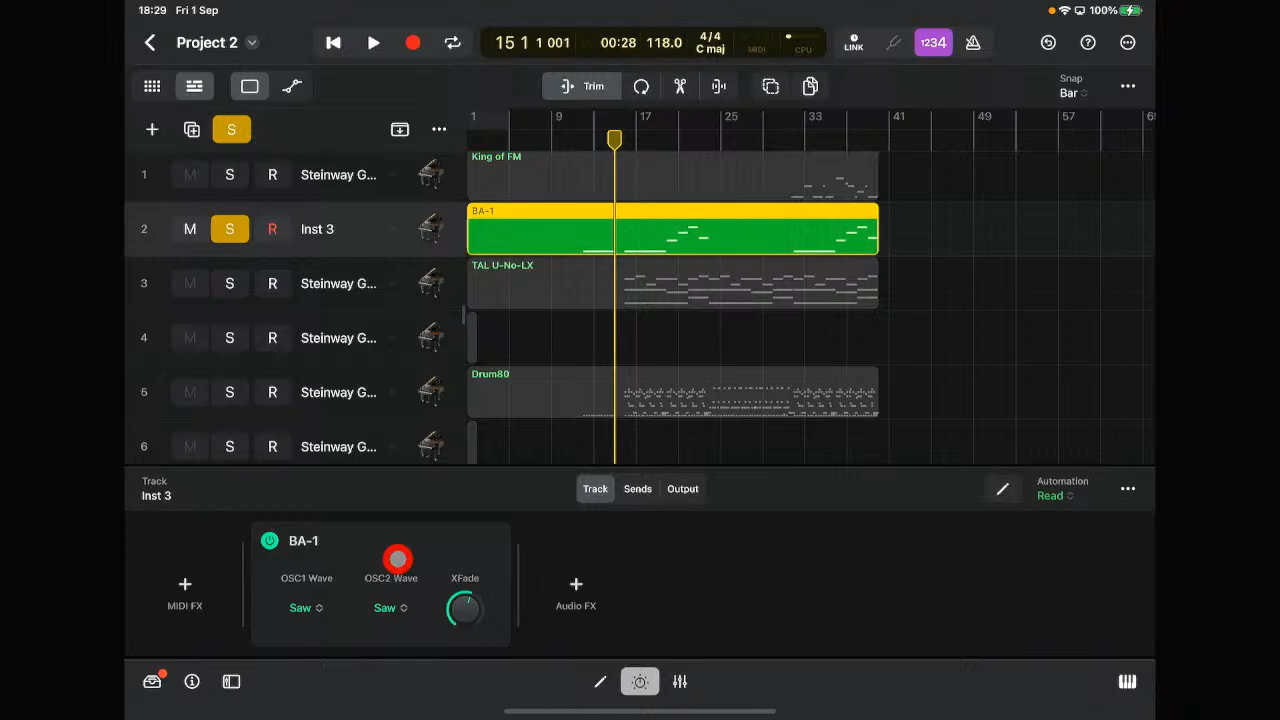 18:29 Fri 1 Sep
100%
Project 2
15 1 1 001
00:28
118.0
4/4
C maj
MIDI
CPU
LINK
1234
Trim
Snap
Bar
S
1
9
17
25
33
41
49
57
65
1 M S R Steinway G...
King of FM
2 M S R Inst 3
BA-1
3 M S R Steinway G...
TAL U-No-LX
4 M S R Steinway G...
5 M S R Steinway G...
Drum80
6 M S R Steinway G...
Track
Inst 3
Track Sends Output
Automation
Read
BA-1
OSC1 Wave
OSC2 Wave
XFade
Saw
Saw
MIDI FX
Audio FX